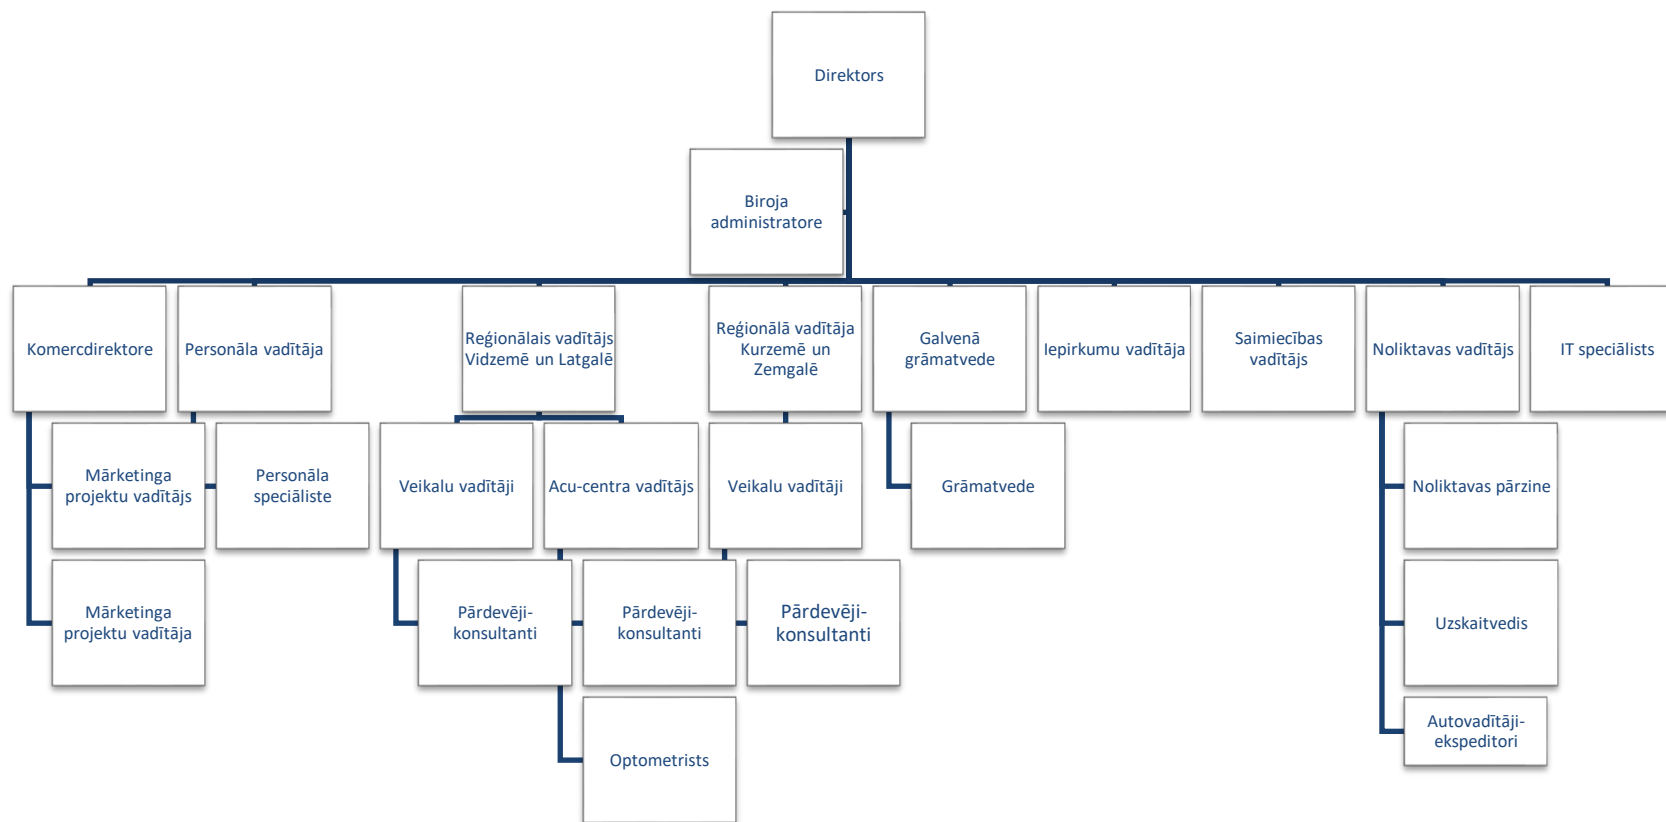 Direktors
Biroja
administratore
Komercdirektore
Personāla vadītāja
Reģionālais vadītājs
Vidzemē un Latgalē
Reģionālā vadītāja
Kurzemē un
Zemgalē
Galvenā
grāmatvede
Iepirkumu vadītāja
Saimiecības
vadītājs
Noliktavas vadītājs
IT speciālists
Mārketinga
projektu vadītājs
Personāla
speciāliste
Veikalu vadītāji
Acu-centra vadītājs
Veikalu vadītāji
Grāmatvede
Noliktavas pārzine
Mārketinga
projektu vadītāja
Pārdevēji-
konsultanti
Pārdevēji-
konsultanti
Pārdevēji-
konsultanti
Uzskaitvedis
Optometrists
Autovadītāji-
ekspeditori